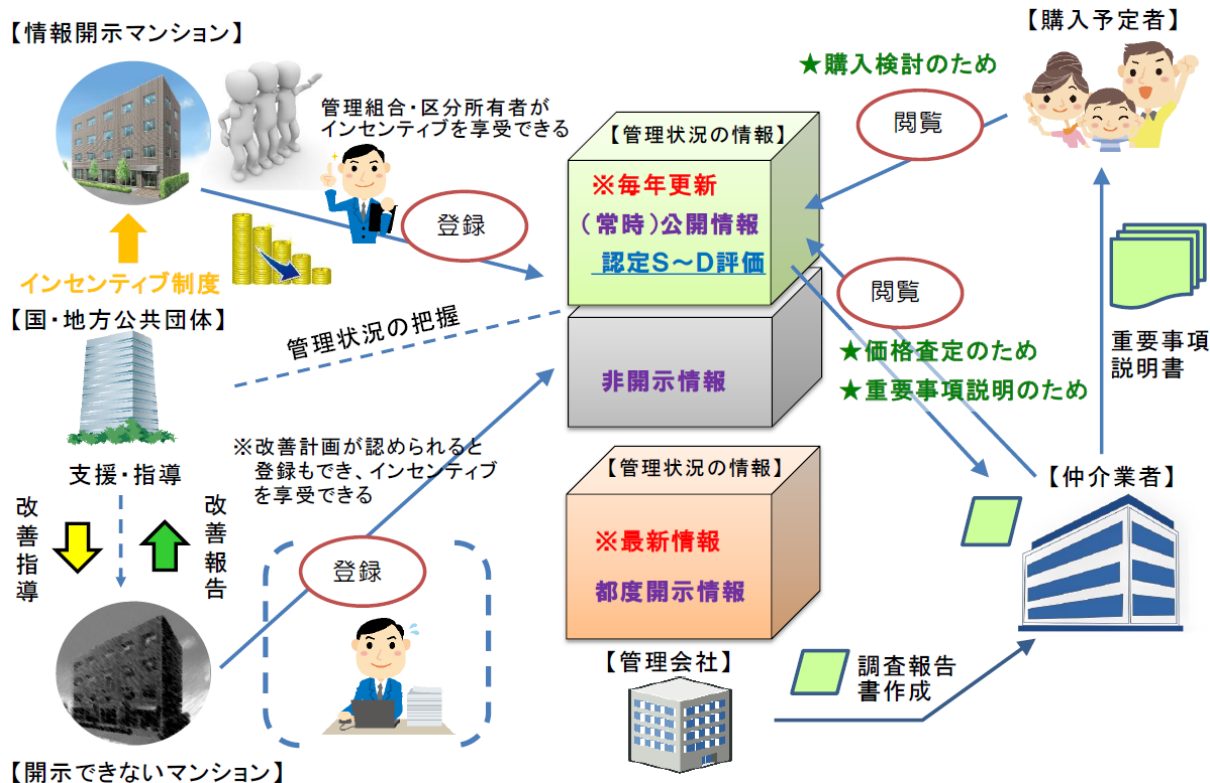 【情報開示マンション】
管理組合・区分所有者が
インセンティブを享受できる
登録
インセンティブ制度
【国・地方公共団体】
管理状況の把握
支援・指導
改善指導
改善報告
※改善計画が認められると
登録もでき、インセンティブ
を享受できる
登録
【開示できないマンション】
【管理状況の情報】
※毎年更新
（常時）公開情報
認定S～D評価
非開示情報
【管理状況の情報】
※最新情報
都度開示情報
【管理会社】
調査報告
書作成
【購入予定者】
★購入検討のため
閲覧
閲覧
★価格査定のため
★重要事項説明のため
重要事項
説明書
【仲介業者】